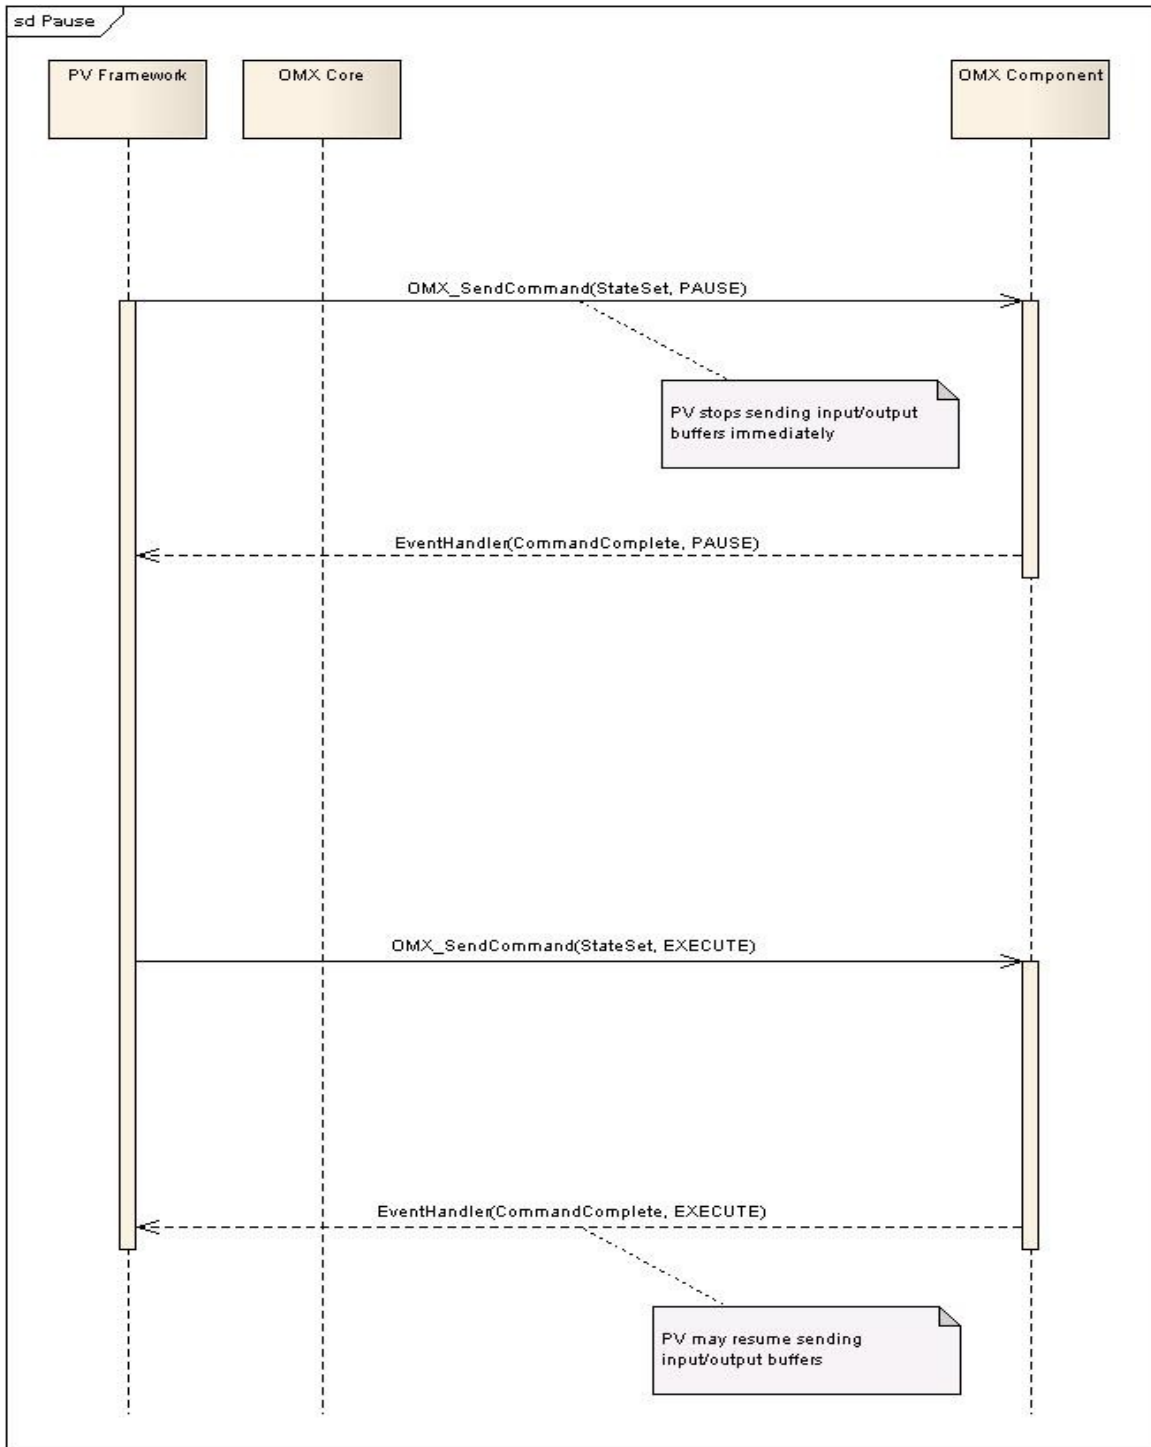 sd Pause
PV Framework
OMX Core
OMX Component
OMX_SendCommand(StateSet, PAUSE)
PV stops sending input/output
buffers immediately
EventHandler(CommandComplete, PAUSE)
OMX_SendCommand(StateSet, EXECUTE)
EventHandler(CommandComplete, EXECUTE)
PV may resume sending
input/output buffers